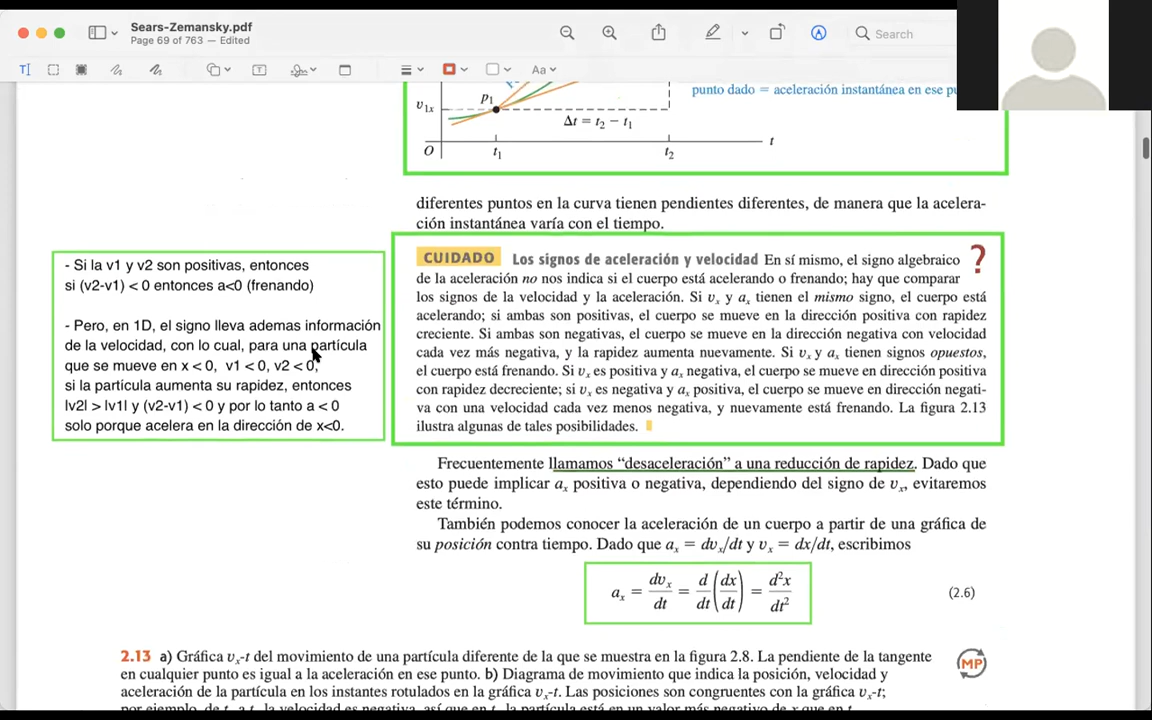 Sears-Zemansky.pdf
Page 69 of 763 — Edited
Search
Aa
punto dado = aceleración instantánea en ese
v1x
p1
Δt = t2 − t1
O
t1
t2
t
diferentes puntos en la curva tienen pendientes diferentes, de manera que la acelera-
ción instantánea varía con el tiempo.
- Si la v1 y v2 son positivas, entonces
si (v2-v1) < 0 entonces a<0 (frenando)
- Pero, en 1D, el signo lleva ademas información
de la velocidad, con lo cual, para una partícula
que se mueve en x < 0, v1 < 0, v2 < 0,
si la partícula aumenta su rapidez, entonces
|v2| > |v1| y (v2-v1) < 0 y por lo tanto a < 0
solo porque acelera en la dirección de x<0.
CUIDADO Los signos de aceleración y velocidad En sí mismo, el signo algebraico ?
de la aceleración no nos indica si el cuerpo está acelerando o frenando; hay que comparar
los signos de la velocidad y la aceleración. Si vx y ax tienen el mismo signo, el cuerpo está
acelerando; si ambas son positivas, el cuerpo se mueve en la dirección positiva con rapidez
creciente. Si ambas son negativas, el cuerpo se mueve en la dirección negativa con velocidad
cada vez más negativa, y la rapidez aumenta nuevamente. Si vx y ax tienen signos opuestos,
el cuerpo está frenando. Si vx es positiva y ax negativa, el cuerpo se mueve en dirección positiva
con rapidez decreciente; si vx es negativa y ax positiva, el cuerpo se mueve en dirección negati-
va con una velocidad cada vez menos negativa, y nuevamente está frenando. La figura 2.13
ilustra algunas de tales posibilidades.
Frecuentemente llamamos “desaceleración” a una reducción de rapidez. Dado que
esto puede implicar ax positiva o negativa, dependiendo del signo de vx, evitaremos
este término.
También podemos conocer la aceleración de un cuerpo a partir de una gráfica de
su posición contra tiempo. Dado que ax = dvx/dt y vx = dx/dt, escribimos
ax = dvx/dt = d/dt (dx/dt) = d²x/dt² (2.6)
2.13 a) Gráfica vx-t del movimiento de una partícula diferente de la que se muestra en la figura 2.8. La pendiente de la tangente
en cualquier punto es igual a la aceleración en ese punto. b) Diagrama de movimiento que indica la posición, velocidad y
aceleración de la partícula en los instantes rotulados en la gráfica vx-t. Las posiciones son congruentes con la gráfica vx-t;
MP